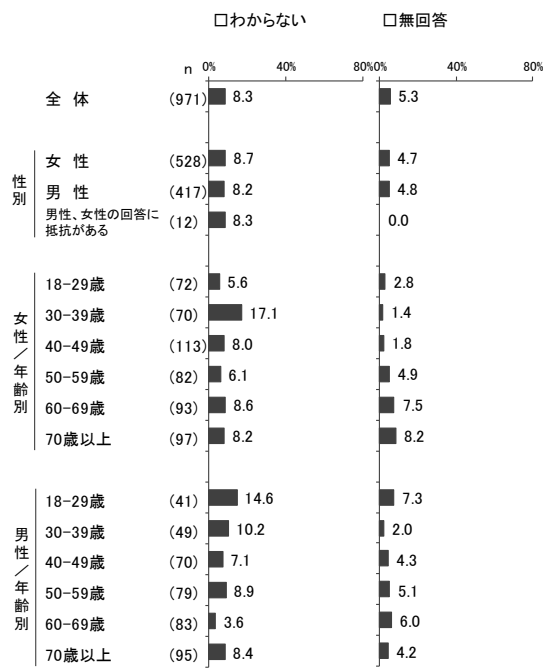 □わからない □無回答
n 0% 40% 80% 0% 40% 80%
全 体 (971) 8.3 5.3
性別
女 性 (528) 8.7 4.7
男 性 (417) 8.2 4.8
男性、女性の回答に
抵抗がある (12) 8.3 0.0
女性／年齢別
18-29歳 (72) 5.6 2.8
30-39歳 (70) 17.1 1.4
40-49歳 (113) 8.0 1.8
50-59歳 (82) 6.1 4.9
60-69歳 (93) 8.6 7.5
70歳以上 (97) 8.2 8.2
男性／年齢別
18-29歳 (41) 14.6 7.3
30-39歳 (49) 10.2 2.0
40-49歳 (70) 7.1 4.3
50-59歳 (79) 8.9 5.1
60-69歳 (83) 3.6 6.0
70歳以上 (95) 8.4 4.2